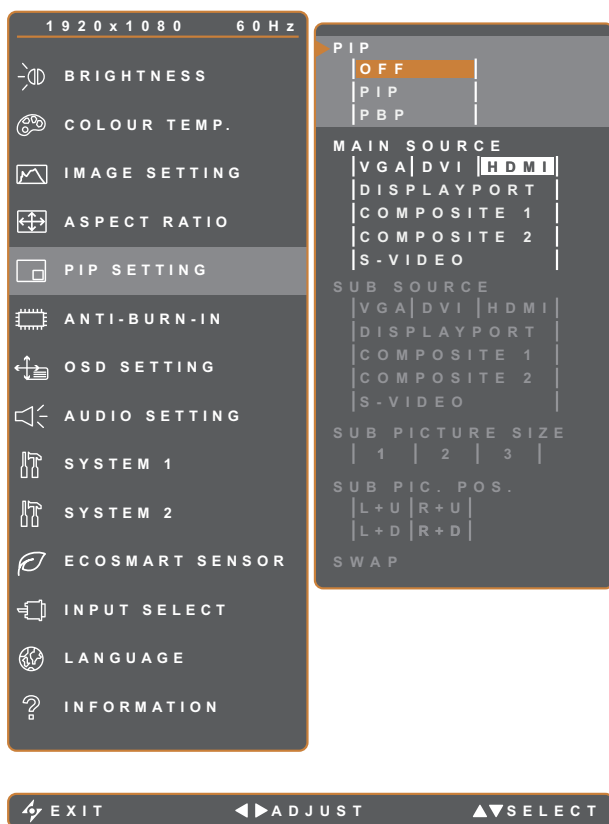 1920x1080 60Hz
BRIGHTNESS
COLOUR TEMP.
IMAGE SETTING
ASPECT RATIO
PIP SETTING
ANTI-BURN-IN
OSD SETTING
AUDIO SETTING
SYSTEM 1
SYSTEM 2
ECOSMART SENSOR
INPUT SELECT
LANGUAGE
INFORMATION
PIP
OFF
PIP
PBP
MAIN SOURCE
VGA DVI HDMI
DISPLAYPORT
COMPOSITE 1
COMPOSITE 2
S-VIDEO
SUB SOURCE
VGA DVI HDMI
DISPLAYPORT
COMPOSITE 1
COMPOSITE 2
S-VIDEO
SUB PICTURE SIZE
1 2 3
SUB PIC. POS.
L+U R+U
L+D R+D
SWAP
EXIT ADJUST SELECT